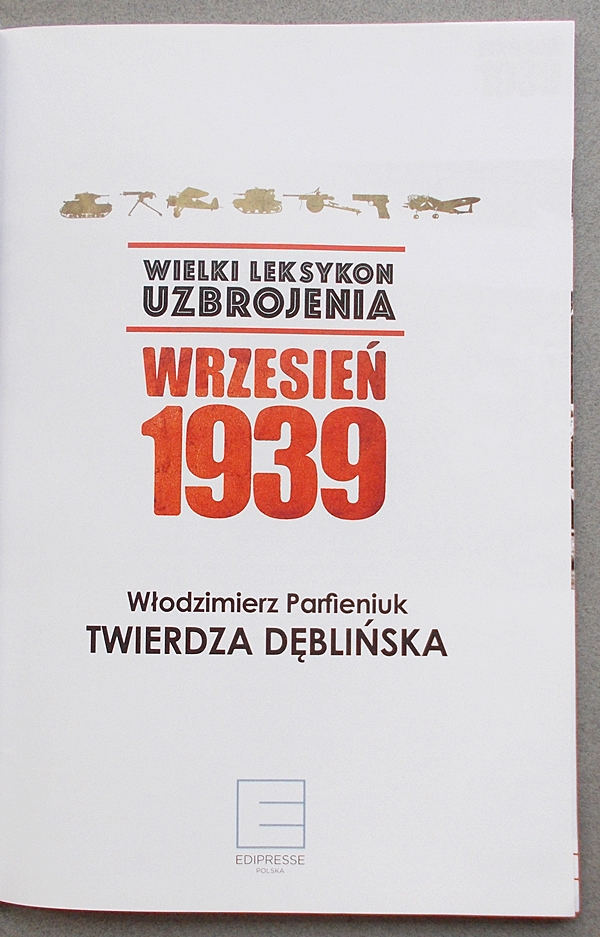 WIELKI LEKSYKON
UZBROJENIA
WRZESIEŃ
1939
Włodzimierz Parfieniuk
TWIERDZA DĘBLIŃSKA
E
EDIPRESSE
POLSKA